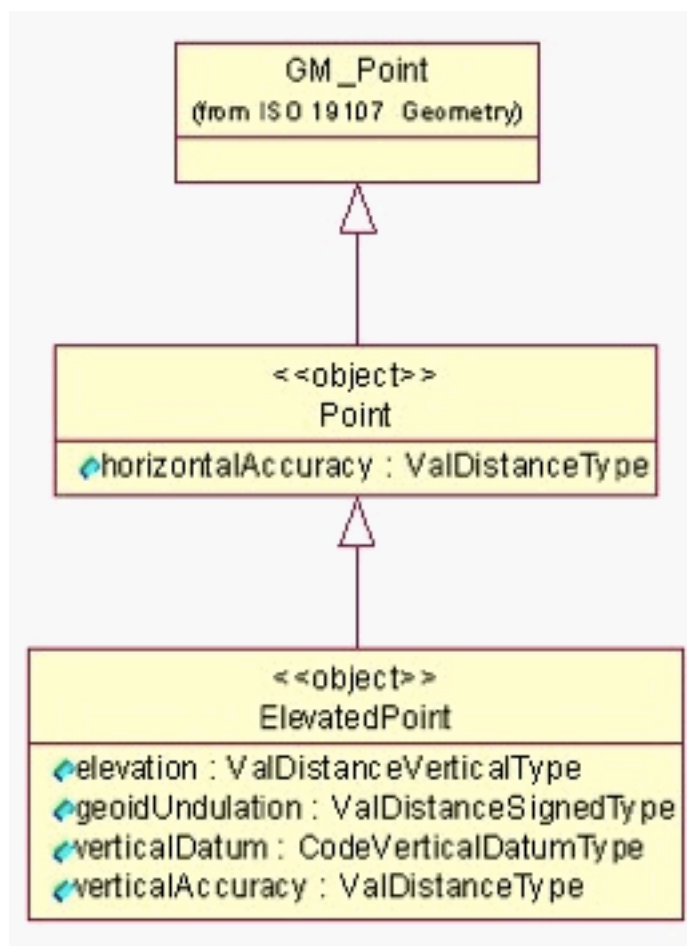 GM_Point
(from ISO 19107 Geometry)
<<object>>
Point
horizontalAccuracy : ValDistanceType
<<object>>
ElevatedPoint
elevation : ValDistanceVerticalType
geoidUndulation : ValDistanceSignedType
verticalDatum : CodeVerticalDatumType
verticalAccuracy : ValDistanceType